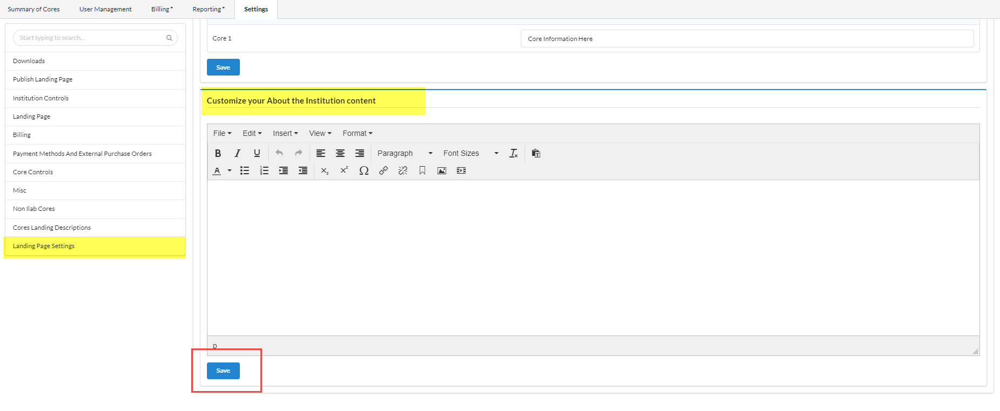 Summary of Cores User Management Billing * Reporting * Settings
Start typing to search...
Downloads
Publish Landing Page
Institution Controls
Landing Page
Billing
Payment Methods And External Purchase Orders
Core Controls
Misc
Non Ilab Cores
Cores Landing Descriptions
Landing Page Settings
Core 1 Core Information Here
Save
Customize your About the Institution content
File Edit Insert View Format
B I U Paragraph Font Sizes
A
p
Save